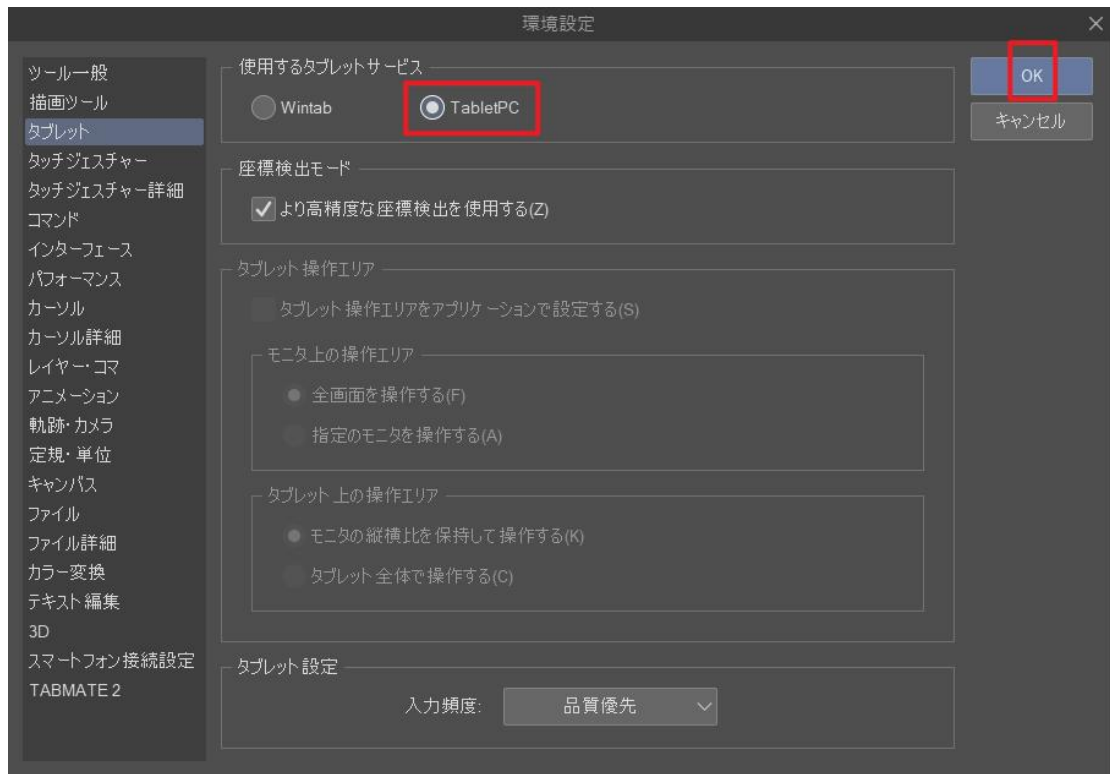 環境設定
ツール一般
描画ツール
タブレット
タッチジェスチャー
タッチジェスチャー詳細
コマンド
インターフェース
パフォーマンス
カーソル
カーソル詳細
レイヤー・コマ
アニメーション
軌跡・カメラ
定規・単位
キャンバス
ファイル
ファイル詳細
カラー変換
テキスト編集
3D
スマートフォン接続設定
TABMATE 2
使用するタブレットサービス
Wintab TabletPC
座標検出モード
より高精度な座標検出を使用する(Z)
タブレット操作エリア
タブレット操作エリアをアプリケーションで設定する(S)
モニタ上の操作エリア
全画面を操作する(F)
指定のモニタを操作する(A)
タブレット上の操作エリア
モニタの縦横比を保持して操作する(K)
タブレット全体で操作する(C)
タブレット設定
入力頻度: 品質優先
OK
キャンセル